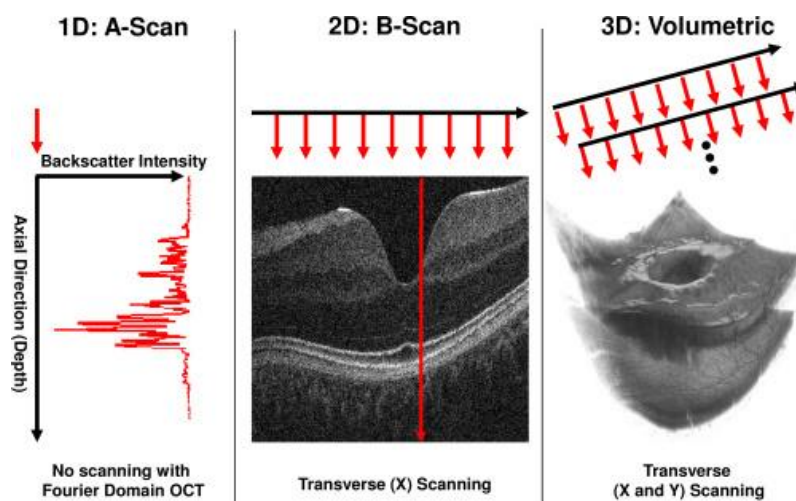 1D: A-Scan
Backscatter Intensity
Axial Direction (Depth)
No scanning with
Fourier Domain OCT
2D: B-Scan
Transverse (X) Scanning
3D: Volumetric
Transverse
(X and Y) Scanning